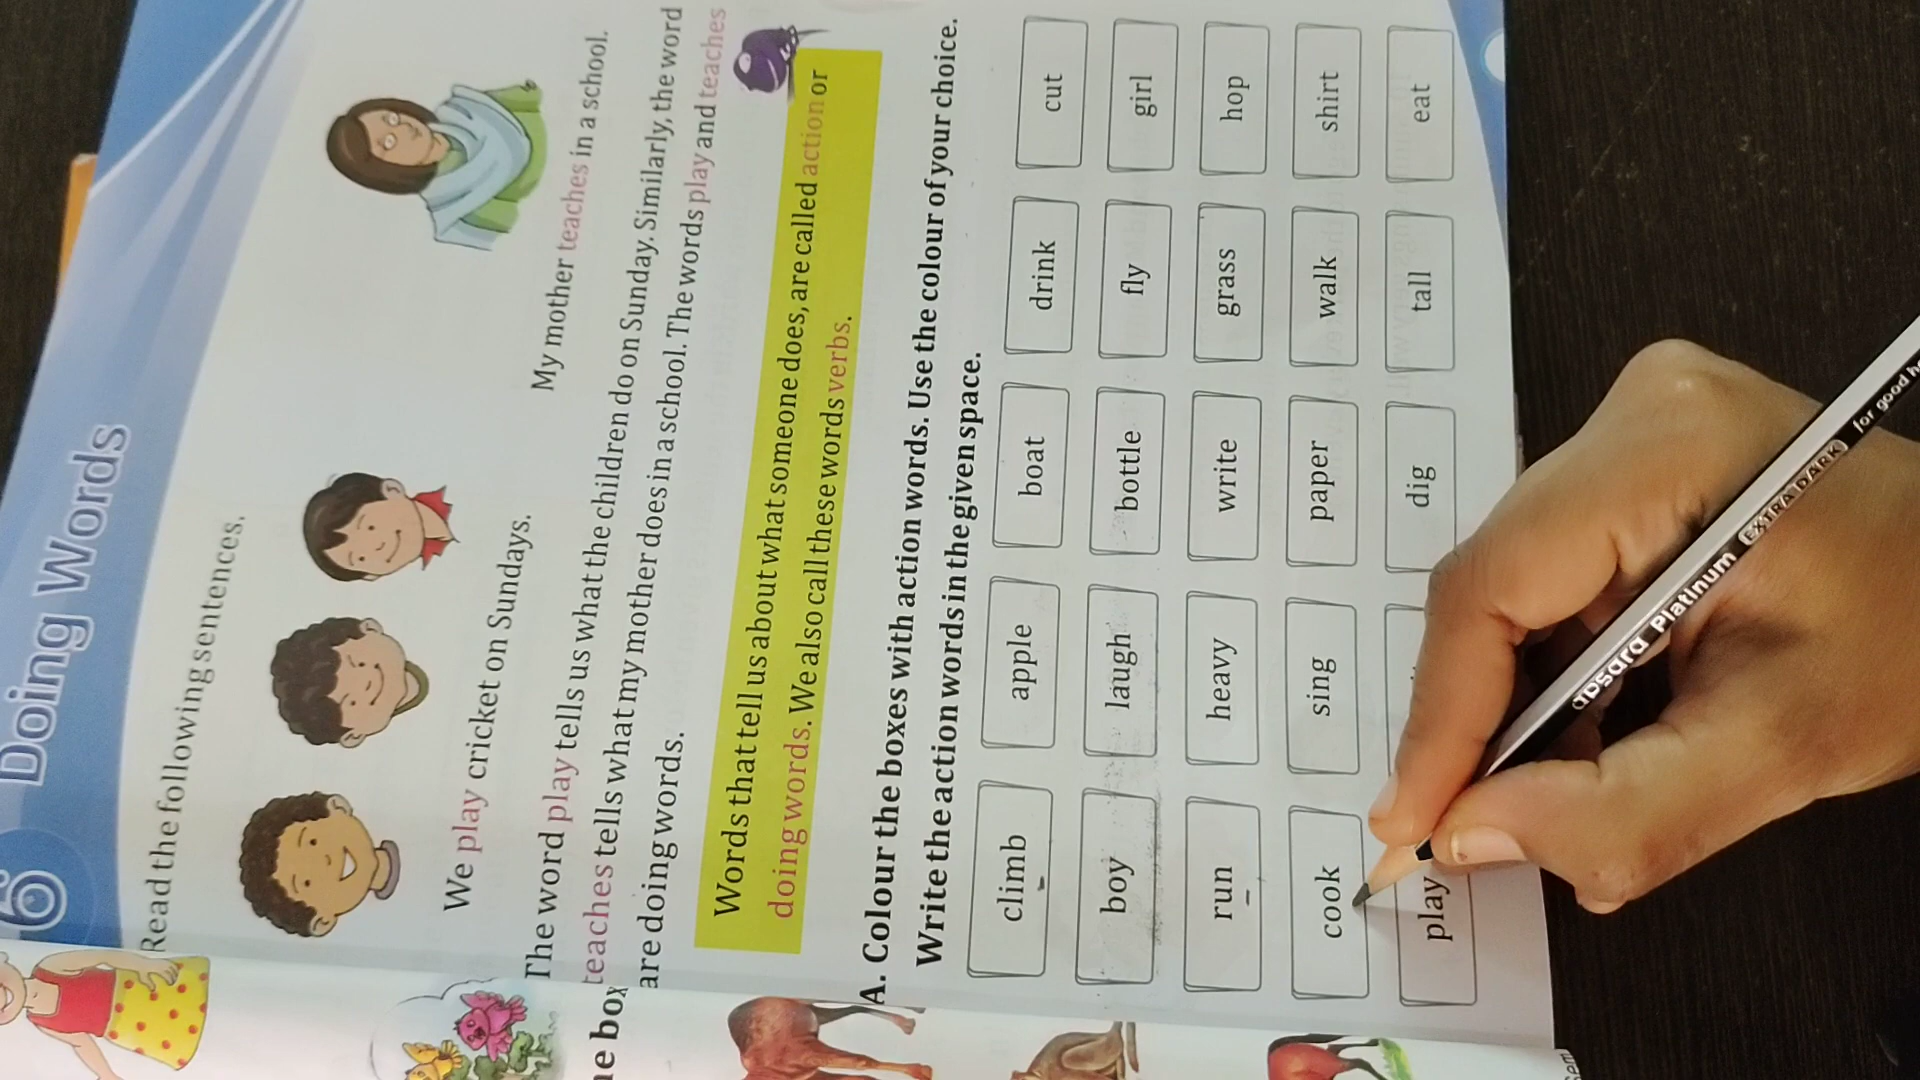 6 Doing Words
Read the following sentences.
We play cricket on Sundays.
My mother teaches in a school.
The word play tells us what the children do on Sunday. Similarly, the word
teaches tells what my mother does in a school. The words play and teaches
are doing words.
Words that tell us about what someone does, are called action or
doing words. We also call these words verbs.
A. Colour the boxes with action words. Use the colour of your choice.
Write the action words in the given space.
climb apple boat drink cut
boy laugh bottle fly girl
run heavy write grass hop
cook sing paper walk shirt
play dig tall eat
apsara Platinum EXTRA DARK for good